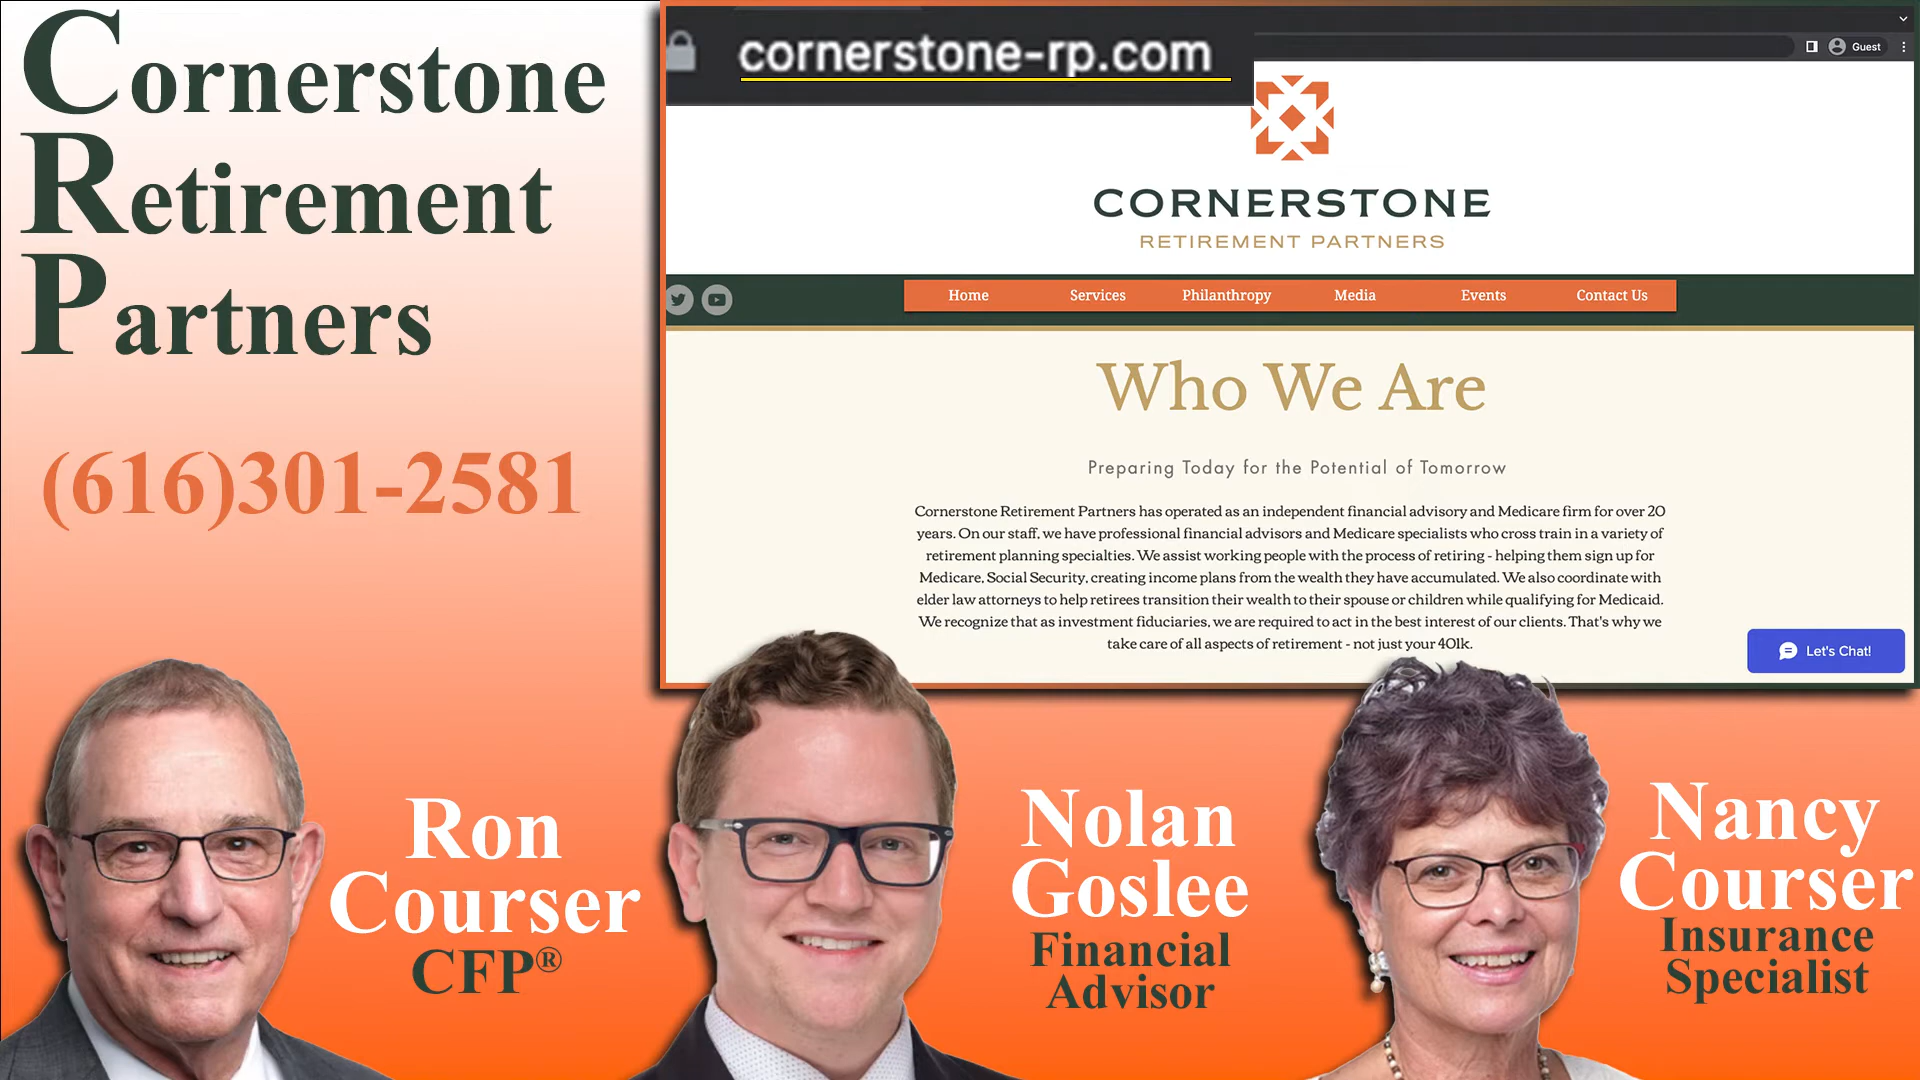 Cornerstone
Retirement
Partners
(616)301-2581
cornerstone-rp.com
Guest
CORNERSTONE
RETIREMENT PARTNERS
Home Services Philanthropy Media Events Contact Us
Who We Are
Preparing Today for the Potential of Tomorrow
Cornerstone Retirement Partners has operated as an independent financial advisory and Medicare firm for over 20
years. On our staff, we have professional financial advisors and Medicare specialists who cross train in a variety of
retirement planning specialties. We assist working people with the process of retiring - helping them sign up for
Medicare, Social Security, creating income plans from the wealth they have accumulated. We also coordinate with
elder law attorneys to help retirees transition their wealth to their spouse or children while qualifying for Medicaid.
We recognize that as investment fiduciaries, we are required to act in the best interest of our clients. That's why we
take care of all aspects of retirement - not just your 401k.
Let's Chat!
Ron
Courser
CFP®
Nolan
Goslee
Financial
Advisor
Nancy
Courser
Insurance
Specialist